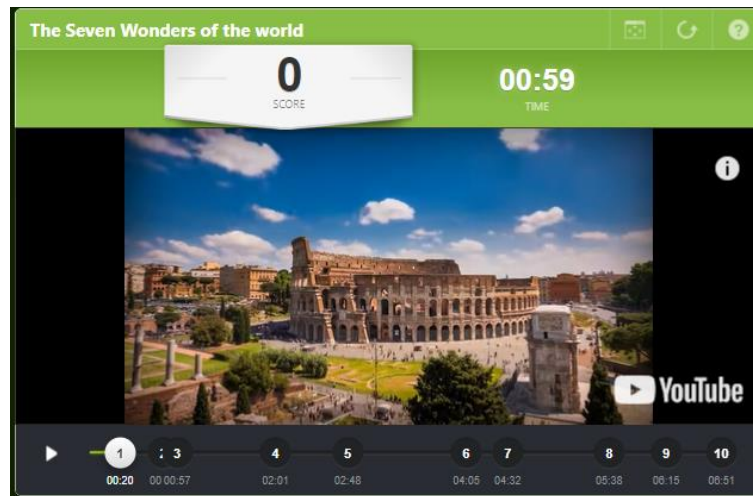 The Seven Wonders of the world
0
SCORE
00:59
TIME
YouTube
1 2 3 4 5 6 7 8 9 10
00:20 00 00:57 02:01 02:48 04:05 04:32 05:38 06:15 06:51